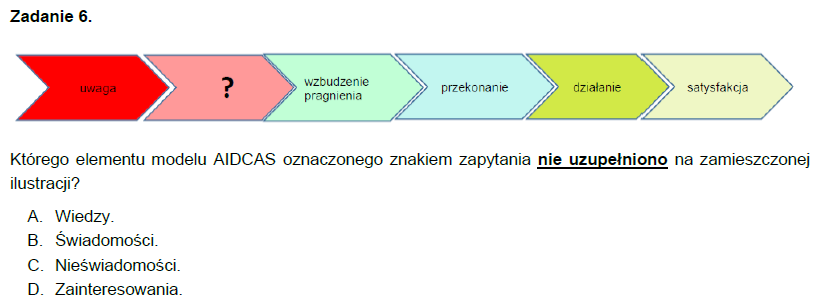 Zadanie 6.
uwaga
?
wzbudzenie
pragnienia
przekonanie
działanie
satysfakcja
Którego elementu modelu AIDCAS oznaczonego znakiem zapytania nie uzupełniono na zamieszczonej
ilustracji?
A. Wiedzy.
B. Świadomości.
C. Nieświadomości.
D. Zainteresowania.